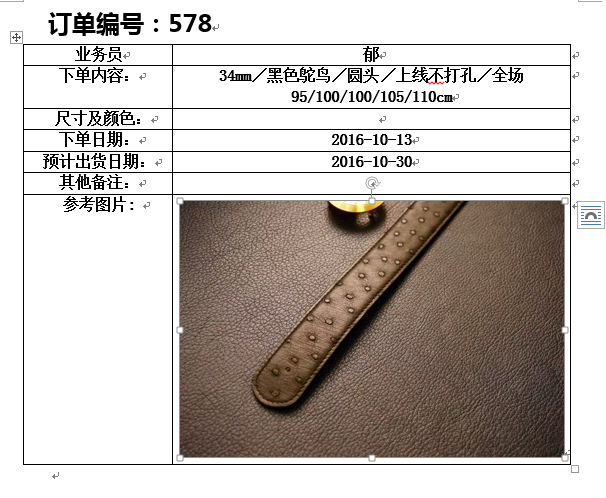 订单编号：578
业务员
郁
下单内容：
34mm／黑色鸵鸟／圆头／上线不打孔／全场
95/100/100/105/110cm
尺寸及颜色：
下单日期：
2016-10-13
预计出货日期：
2016-10-30
其他备注：
参考图片：